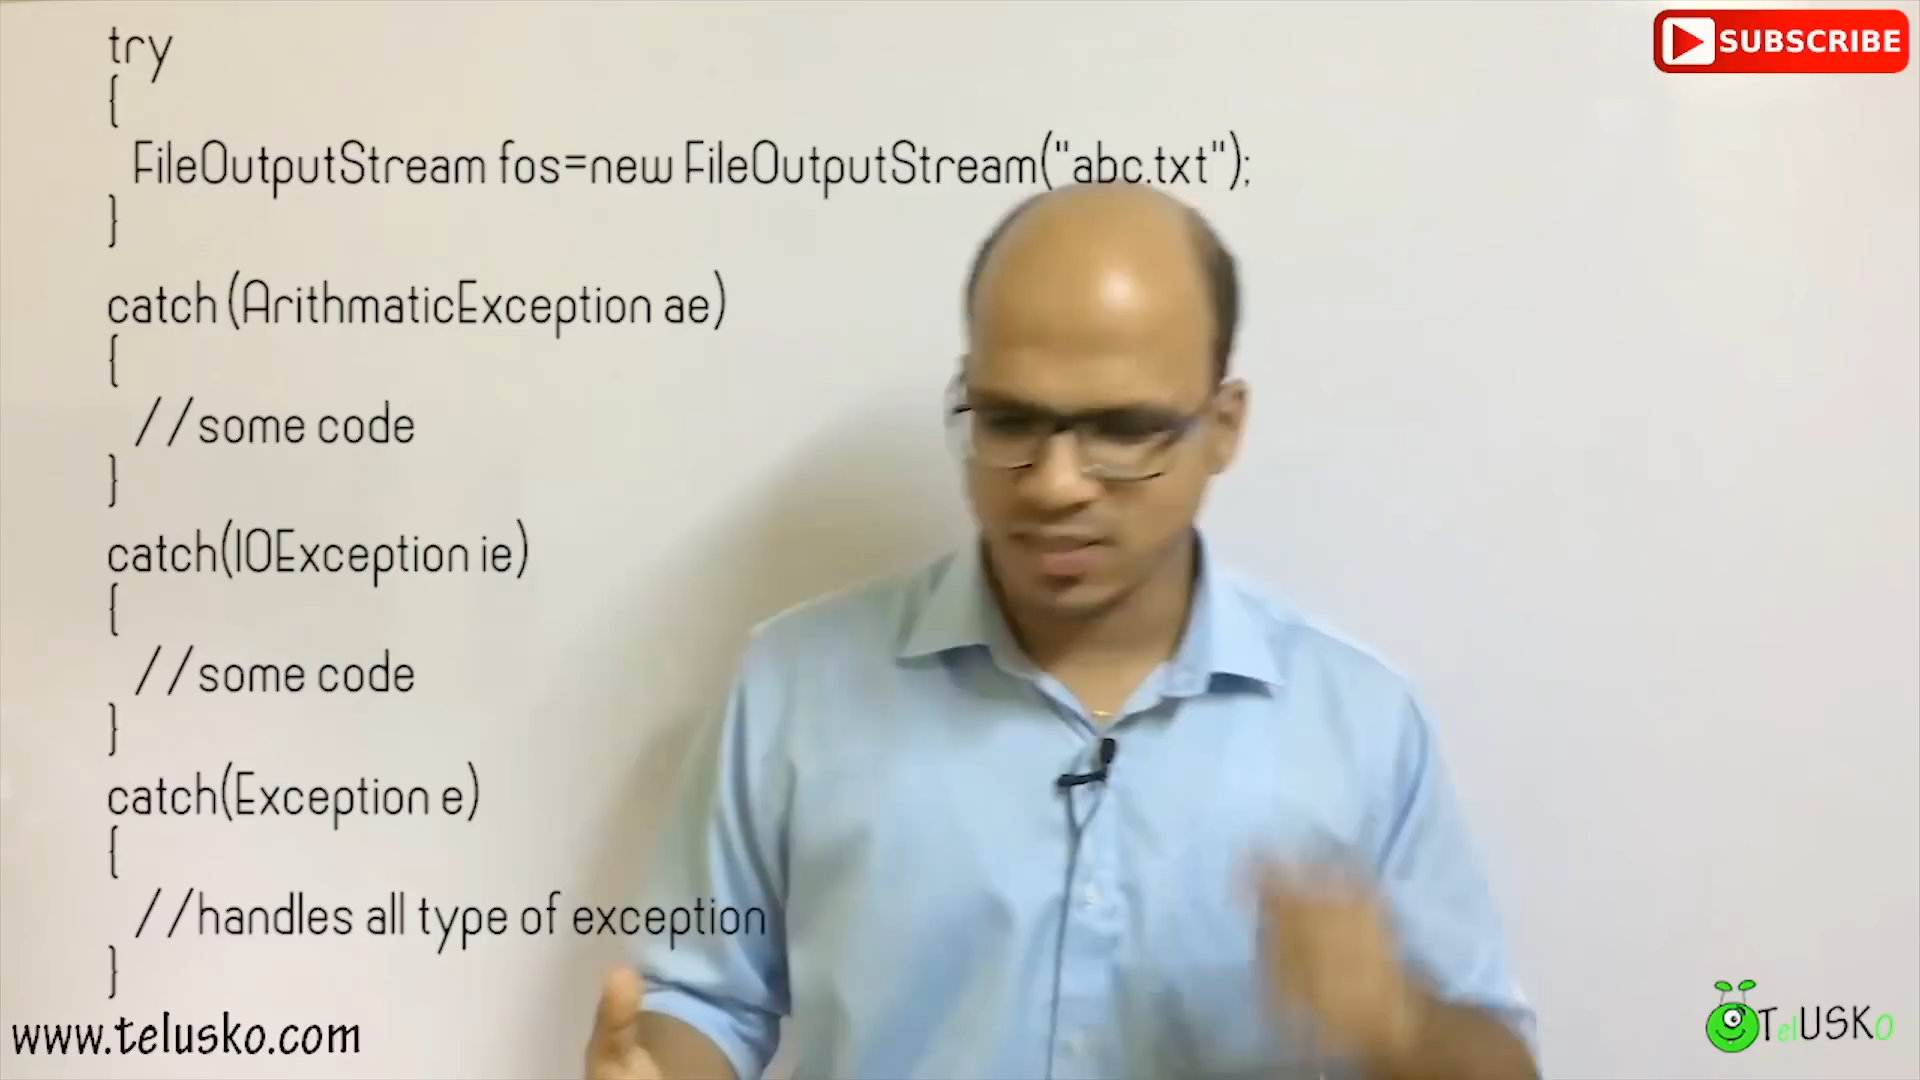 try
{
FileOutputStream fos=new FileOutputStream("abc.txt");
}
catch (ArithmaticException ae)
{
//some code
}
catch(IOException ie)
{
//some code
}
catch(Exception e)
{
//handles all type of exception
}
www.telusko.com
SUBSCRIBE
TelUSKO